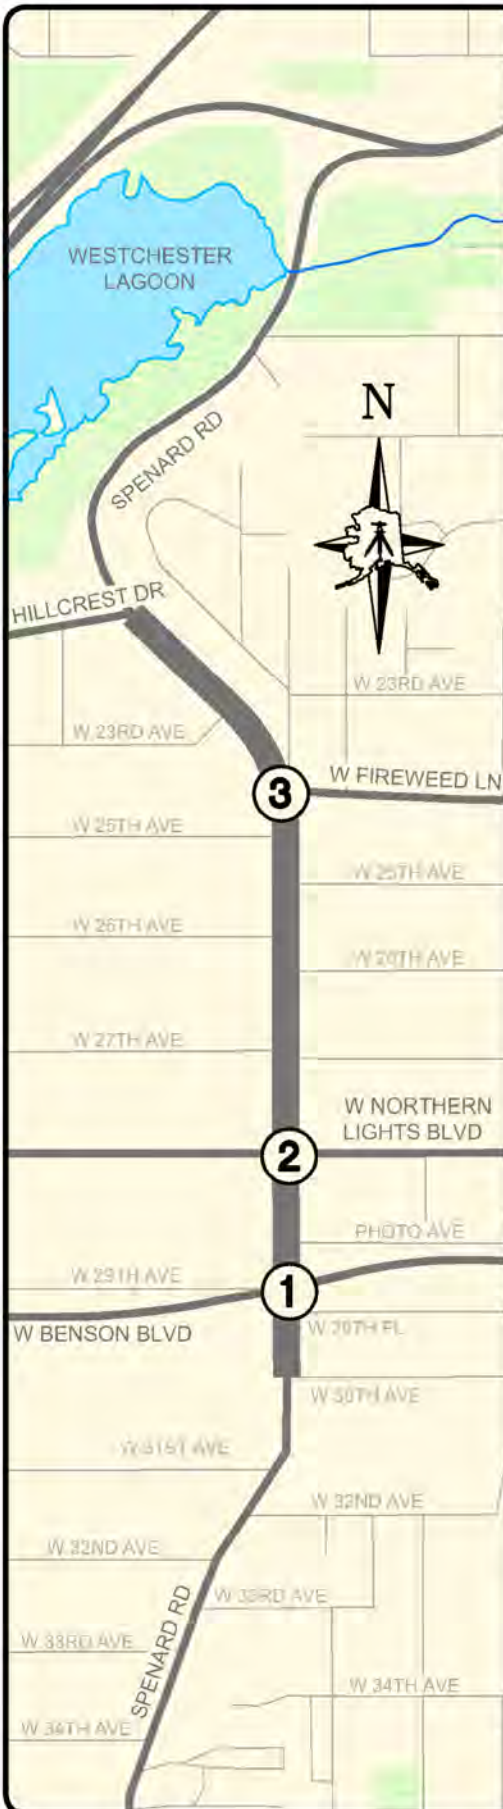 WESTCHESTER
LAGOON
N
SPENARD RD
HILLCREST DR
W 23RD AVE
W 23RD AVE
3
W FIREWEED LN
W 25TH AVE
W 25TH AVE
W 26TH AVE
W 26TH AVE
W 27TH AVE
W NORTHERN
LIGHTS BLVD
2
PHOTO AVE
W 29TH AVE
1
W BENSON BLVD
W 29TH PL
W 30TH AVE
W 31ST AVE
W 32ND AVE
W 32ND AVE
W 33RD AVE
SPENARD RD
W 33RD AVE
W 34TH AVE
W 34TH AVE